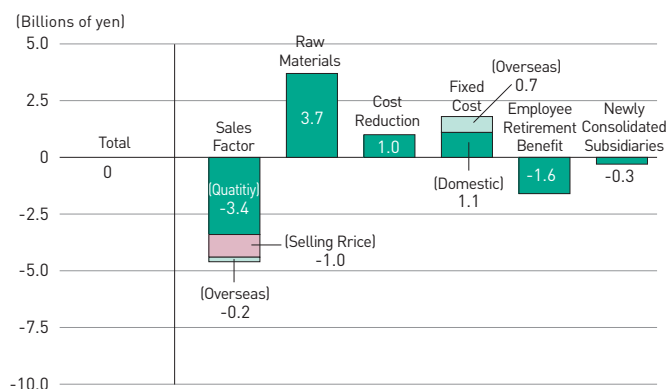 (Billions of yen)
5.0
2.5
0
-2.5
-5.0
-7.5
-10.0
Total
0
Sales
Factor
(Quatitiy)
-3.4
(Selling Rrice)
-1.0
(Overseas)
-0.2
Raw
Materials
3.7
Cost
Reduction
1.0
Fixed
Cost
(Overseas)
0.7
(Domestic)
1.1
Employee
Retirement
Benefit
-1.6
Newly
Consolidated
Subsidiaries
-0.3